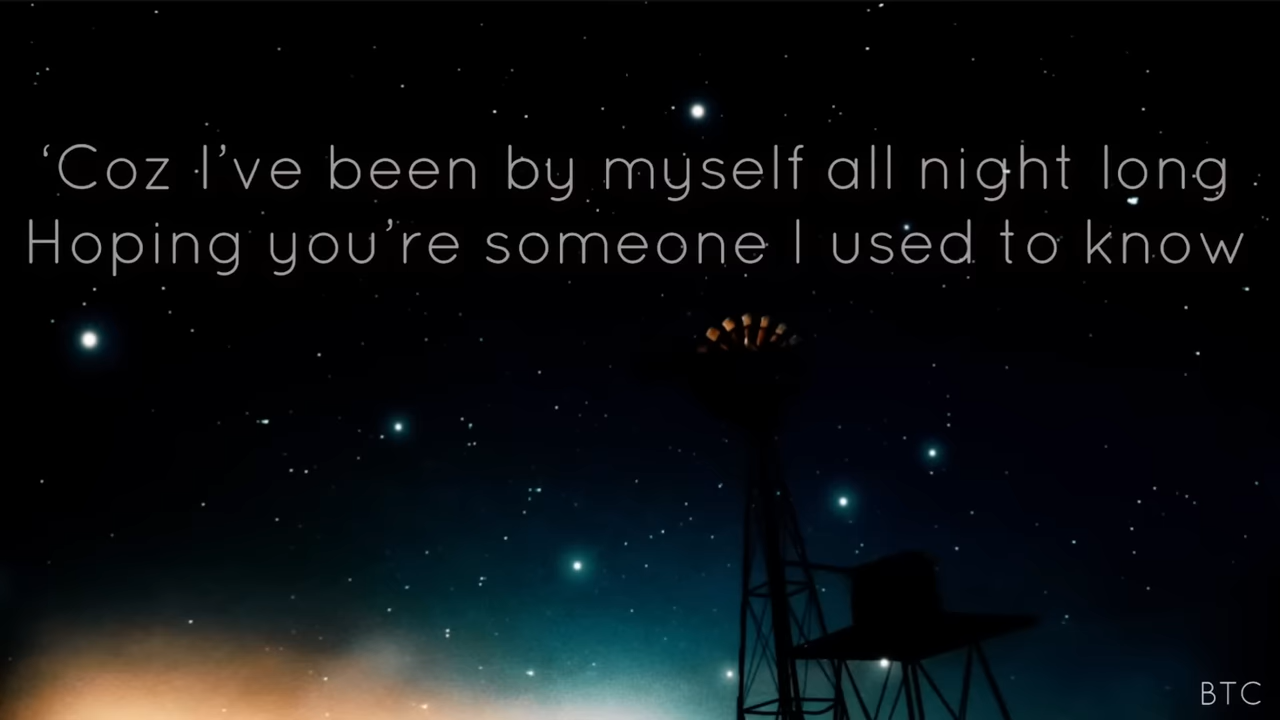 ‘Coz I’ve been by myself all night long
Hoping you’re someone I used to know
BTC